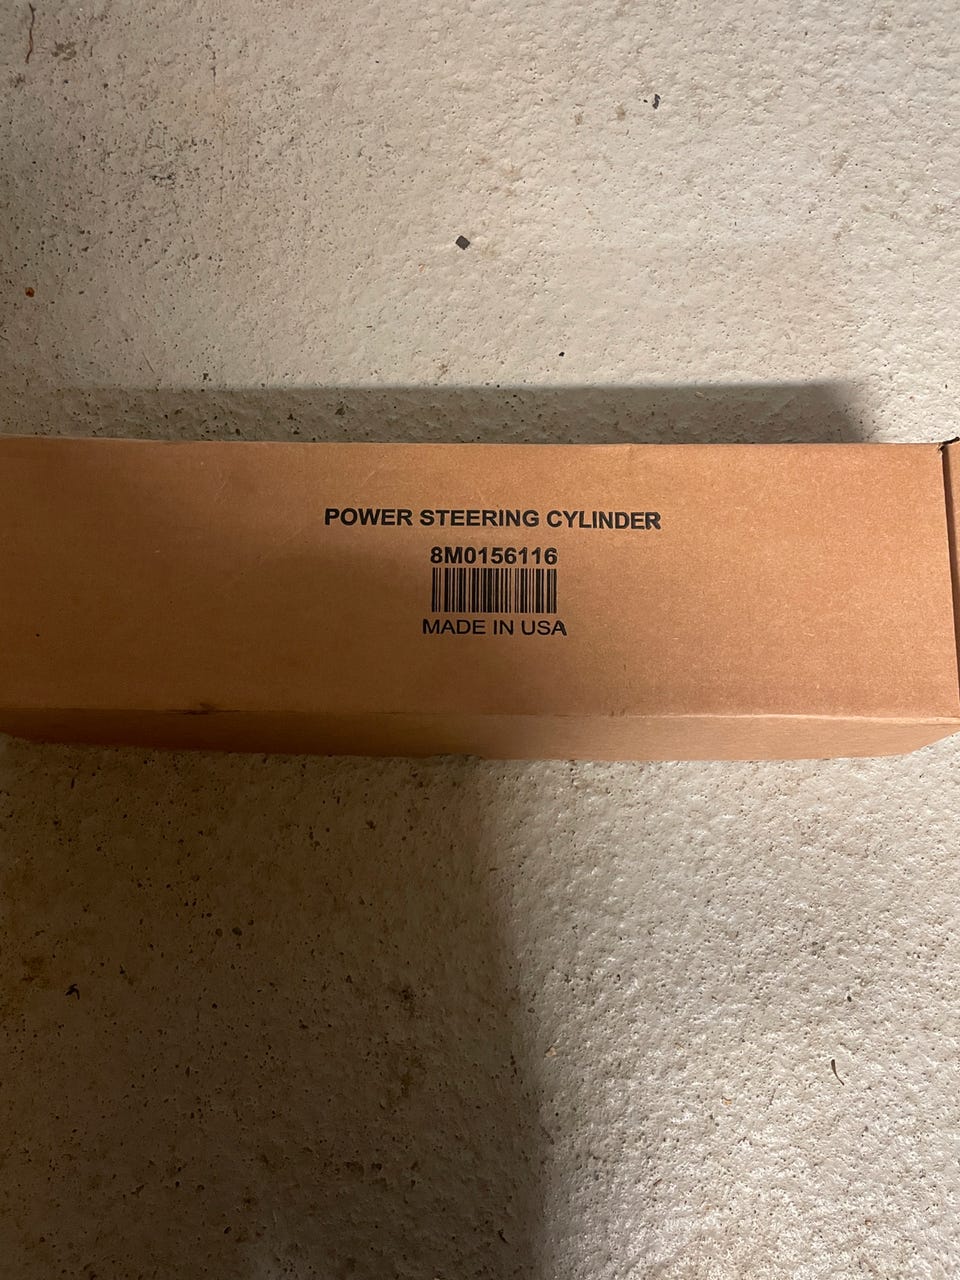 POWER STEERING CYLINDER
8M0156116
MADE IN USA